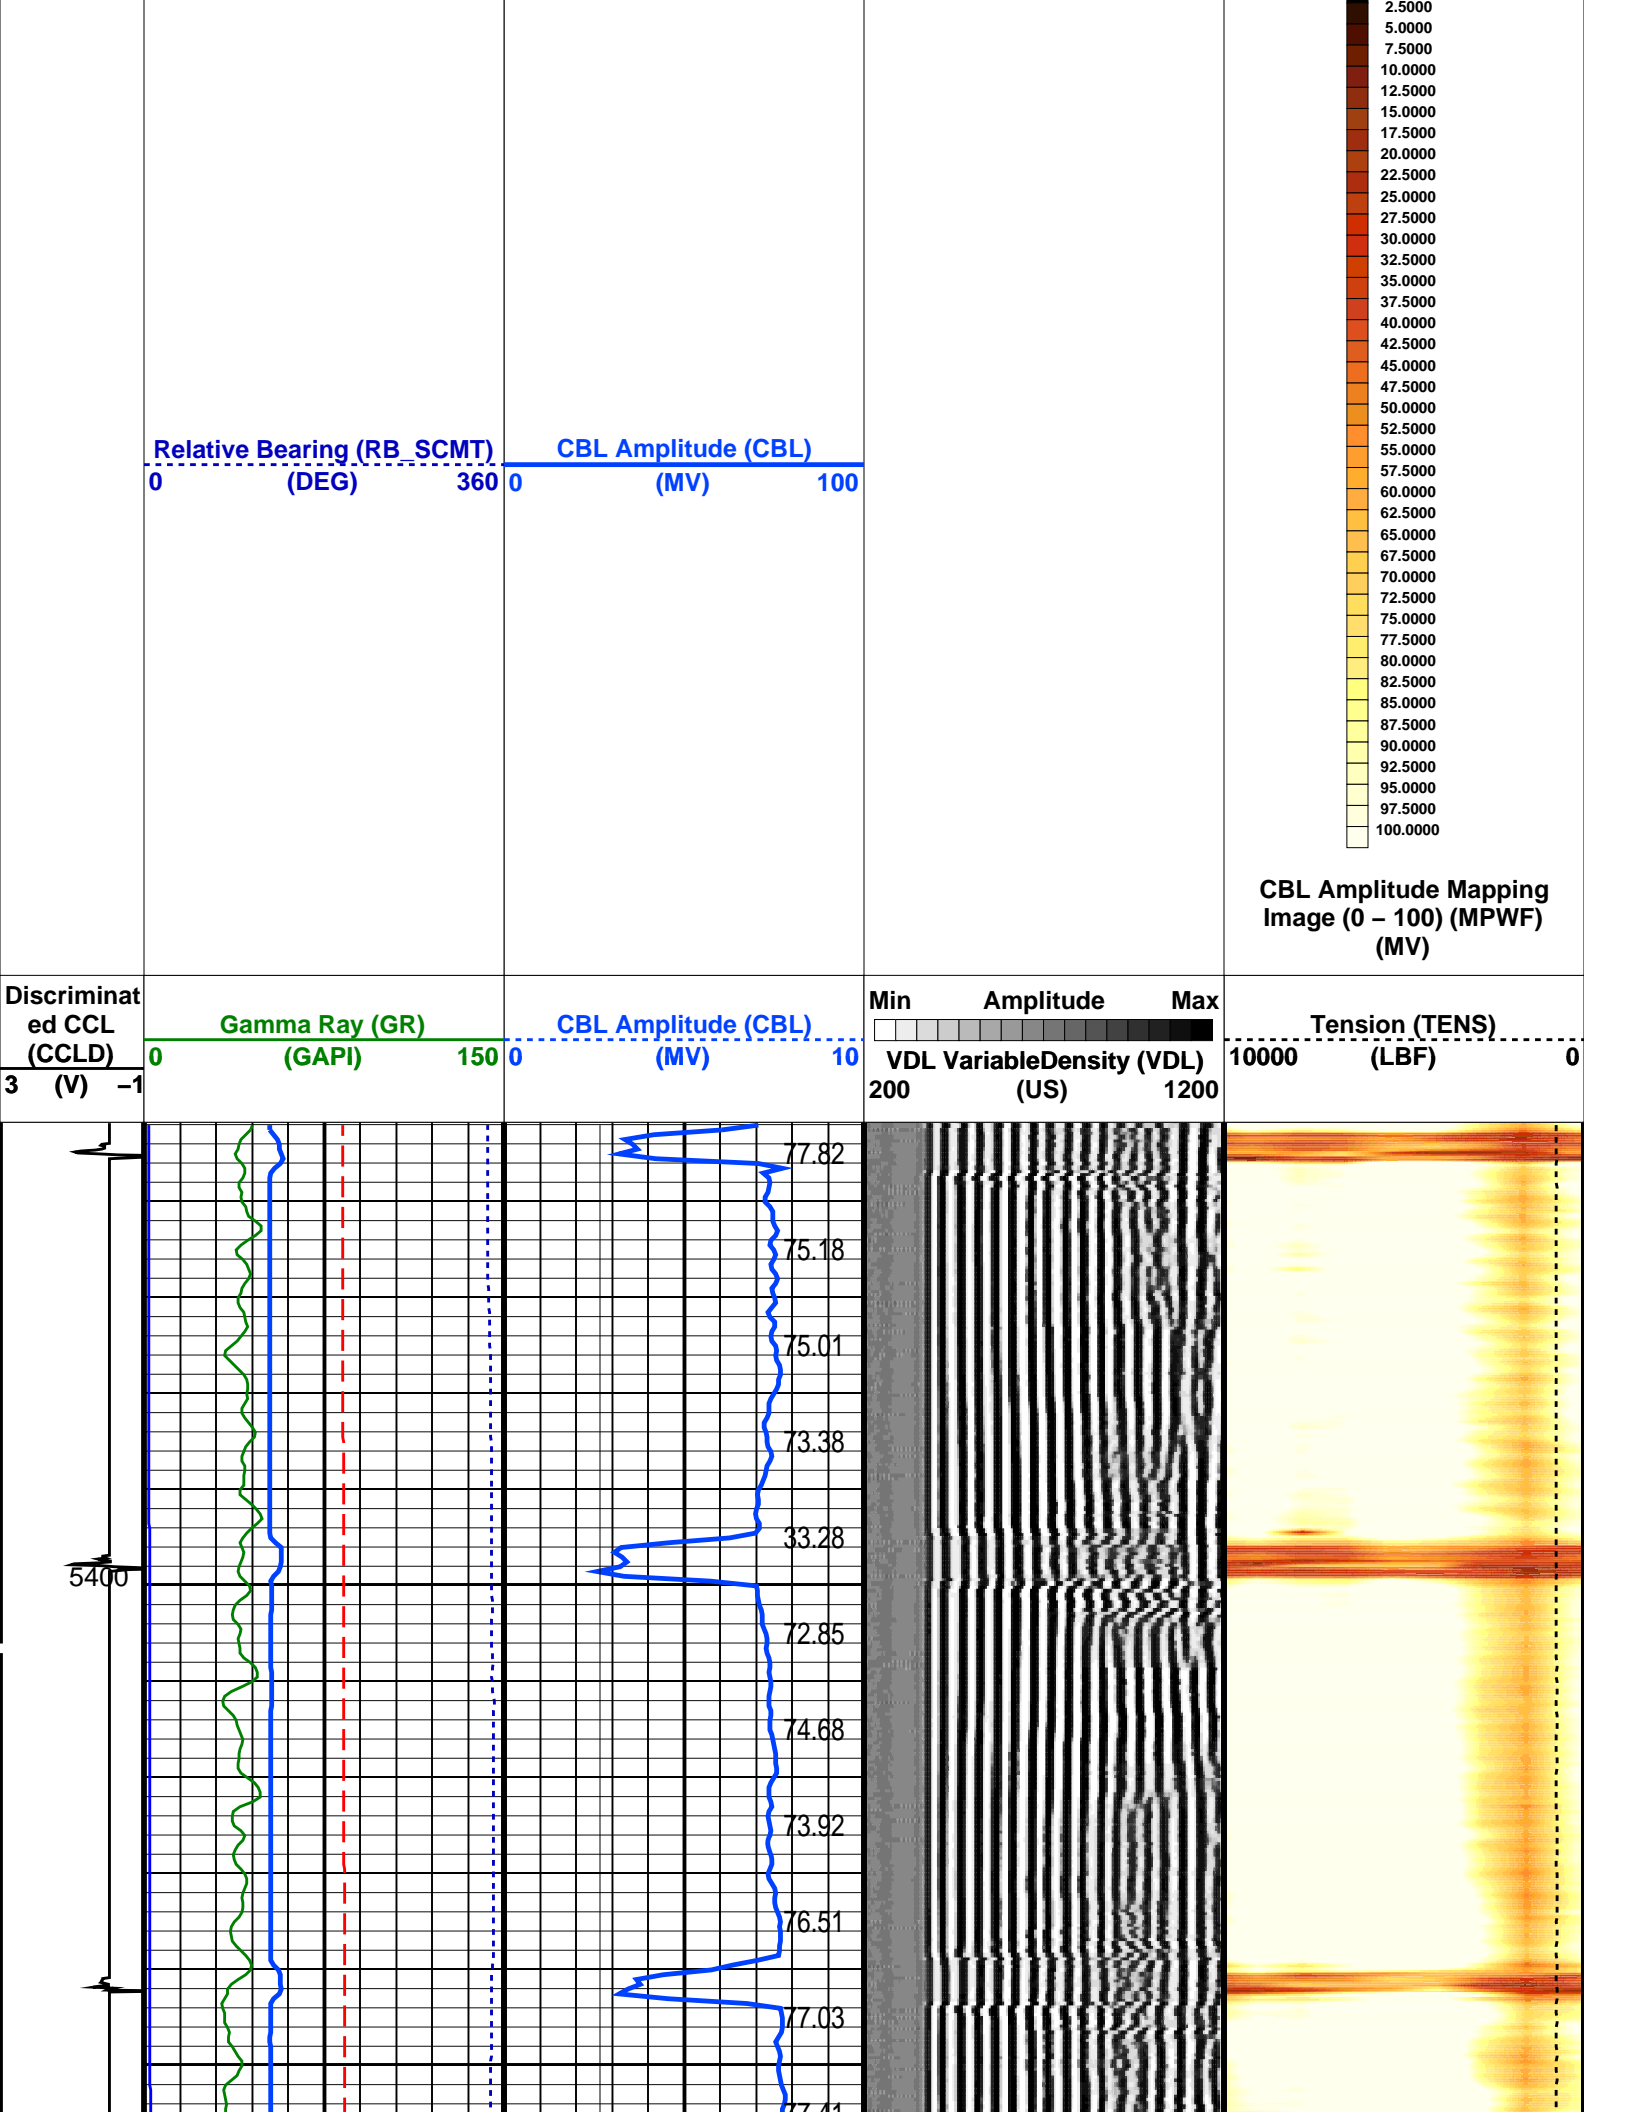 2.5000
5.0000
7.5000
10.0000
12.5000
15.0000
17.5000
20.0000
22.5000
25.0000
27.5000
30.0000
32.5000
35.0000
37.5000
40.0000
42.5000
45.0000
47.5000
50.0000
52.5000
55.0000
57.5000
60.0000
62.5000
65.0000
67.5000
70.0000
72.5000
75.0000
77.5000
80.0000
82.5000
85.0000
87.5000
90.0000
92.5000
95.0000
97.5000
100.0000
Relative Bearing (RB_SCMT)
0 (DEG) 360
CBL Amplitude (CBL)
0 (MV) 100
CBL Amplitude Mapping
Image (0 – 100) (MPWF)
(MV)
Discriminat
ed CCL
(CCLD)
3 (V) –1
Gamma Ray (GR)
0 (GAPI) 150
CBL Amplitude (CBL)
0 (MV) 10
Min Amplitude Max
VDL VariableDensity (VDL)
200 (US) 1200
Tension (TENS)
10000 (LBF) 0
77.82
75.18
75.01
73.38
33.28
5400
72.85
74.68
73.92
76.51
77.03
77.41